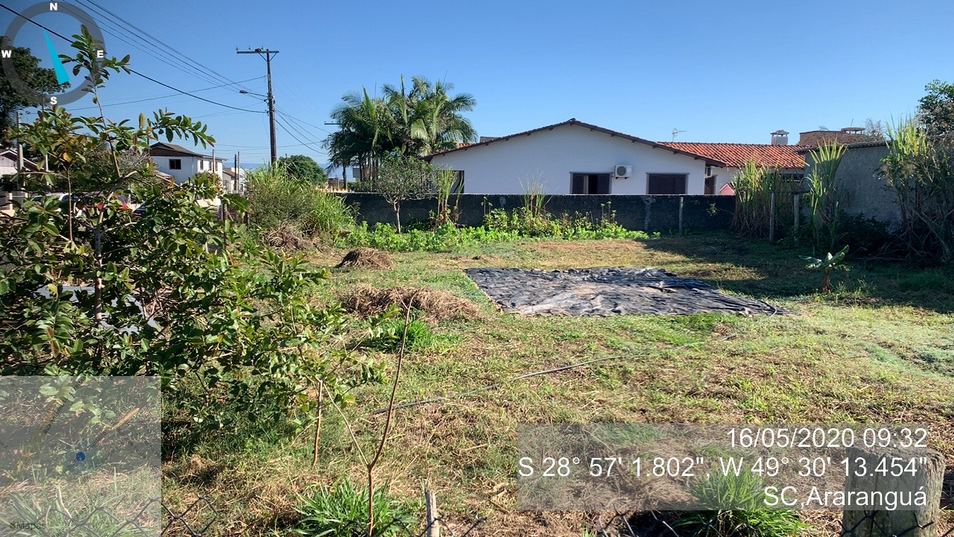 N
W E
S
16/05/2020 09:32
S 28° 57' 1.802", W 49° 30' 13.454"
SC,Araranguá